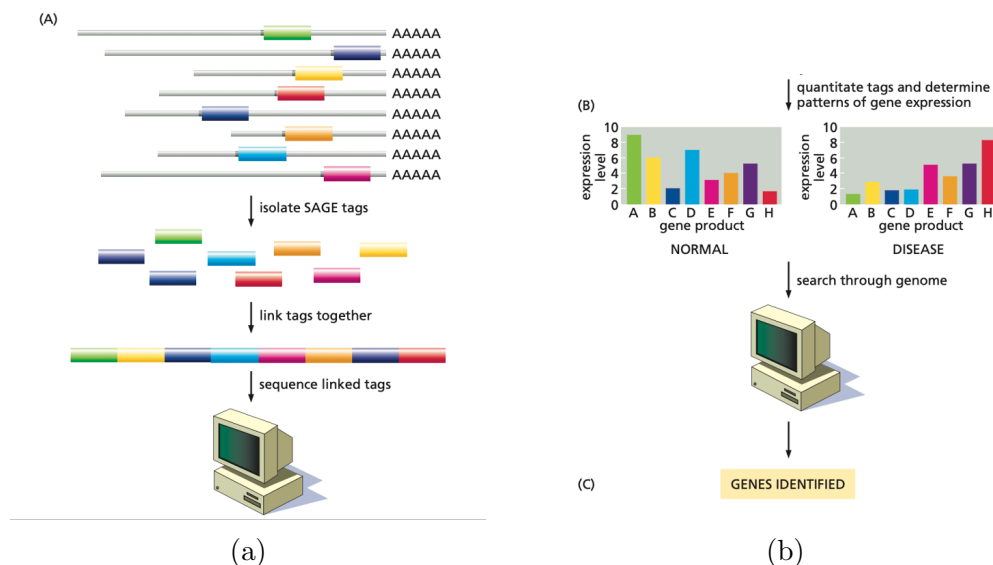 (A)
AAAAA
AAAAA
AAAAA
AAAAA
AAAAA
AAAAA
AAAAA
AAAAA
isolate SAGE tags
link tags together
sequence linked tags
(a)
quantitate tags and determine
patterns of gene expression
(B)
expression
level
10
8
6
4
2
0
A B C D E F G H
gene product
NORMAL
expression
level
10
8
6
4
2
0
A B C D E F G H
gene product
DISEASE
search through genome
(C)
GENES IDENTIFIED
(b)